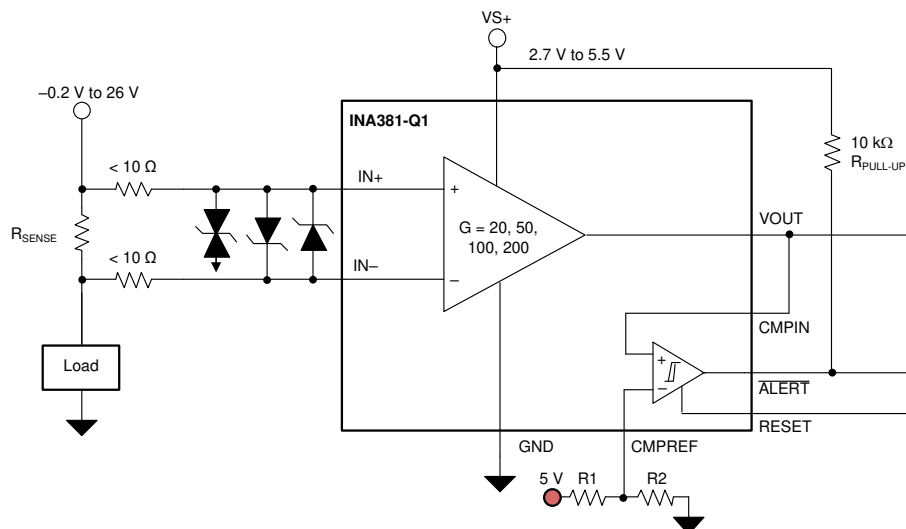 VS+
2.7 V to 5.5 V
–0.2 V to 26 V
INA381-Q1
10 kΩ
RPULL-UP
< 10 Ω
IN+
+
RSENSE
G = 20, 50,
100, 200
VOUT
< 10 Ω
IN–
–
CMPIN
Load
+
–
ALERT
RESET
GND
CMPREF
5 V
R1
R2